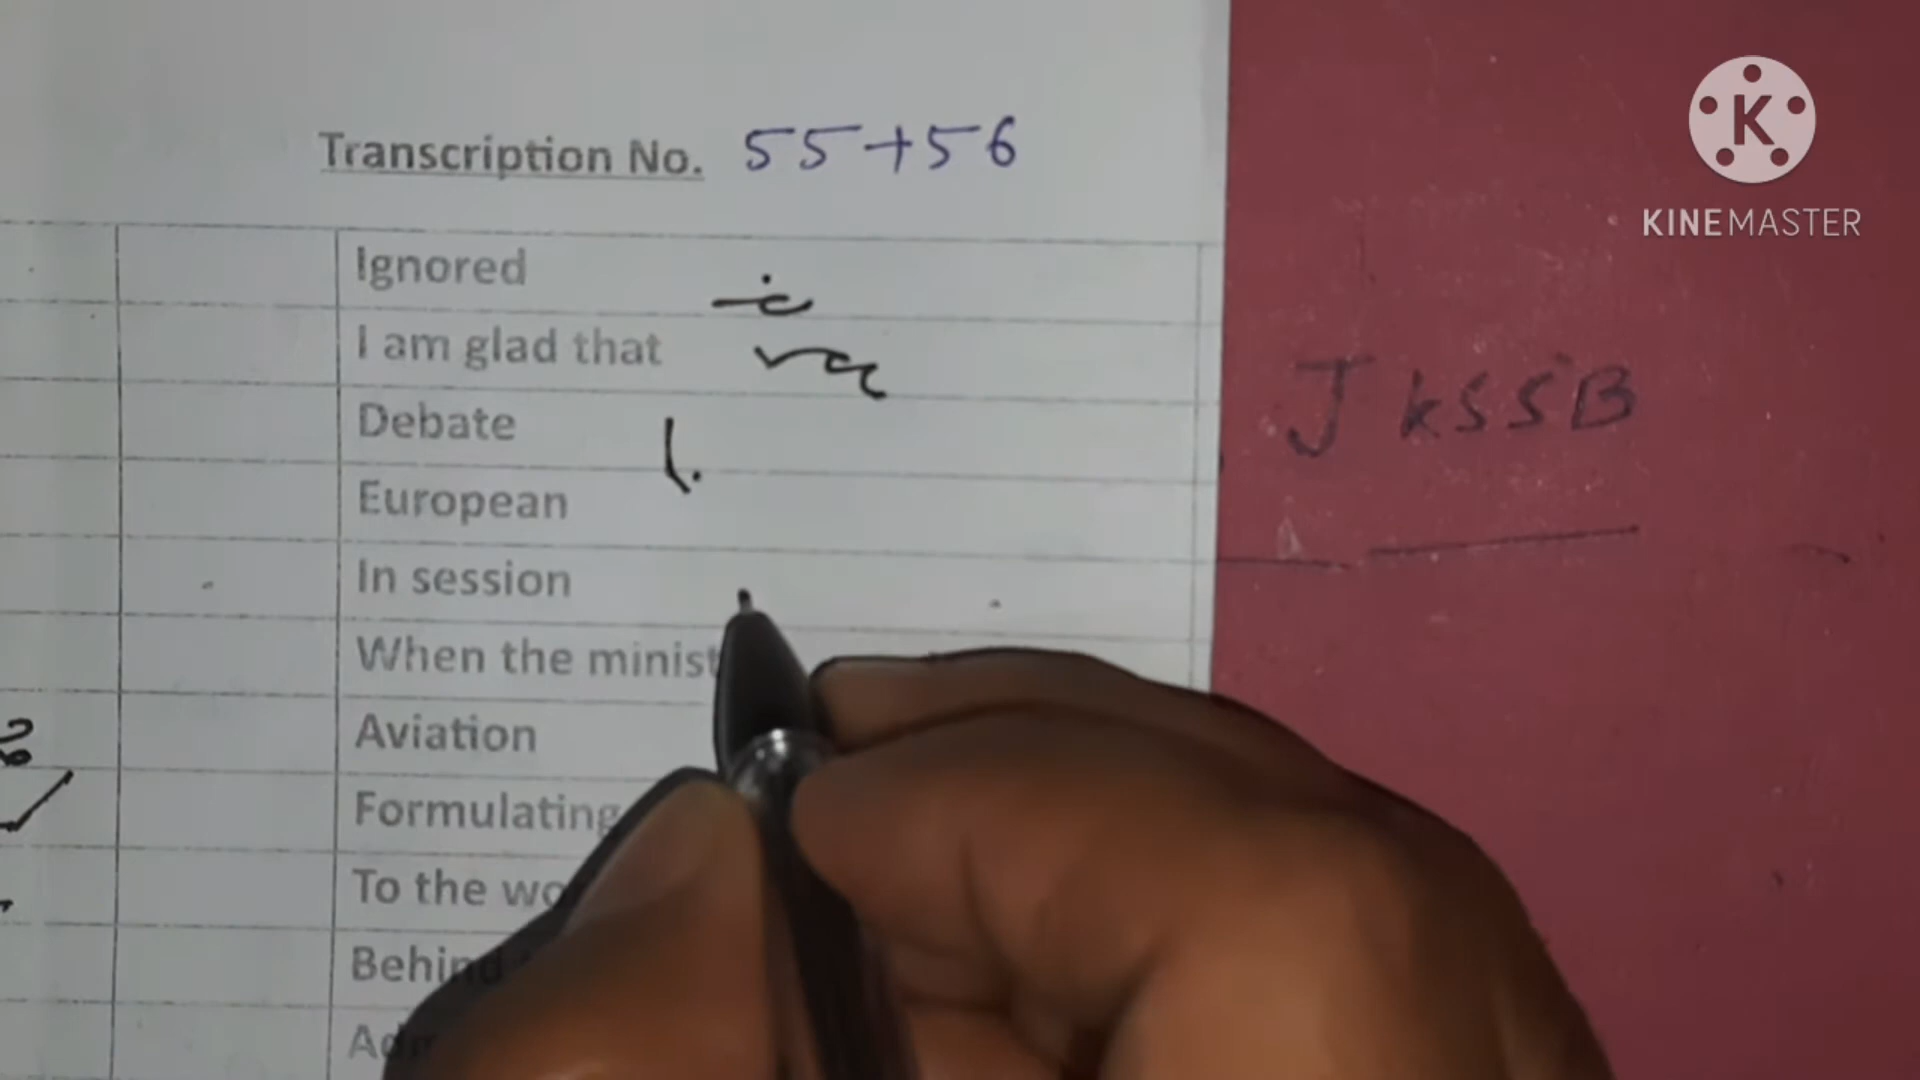 Transcription No. 55+56
K
KINEMASTER
Ignored
I am glad that
JKSSB
Debate
European
In session
When the minist
Aviation
Formulating
To the wo
Behind